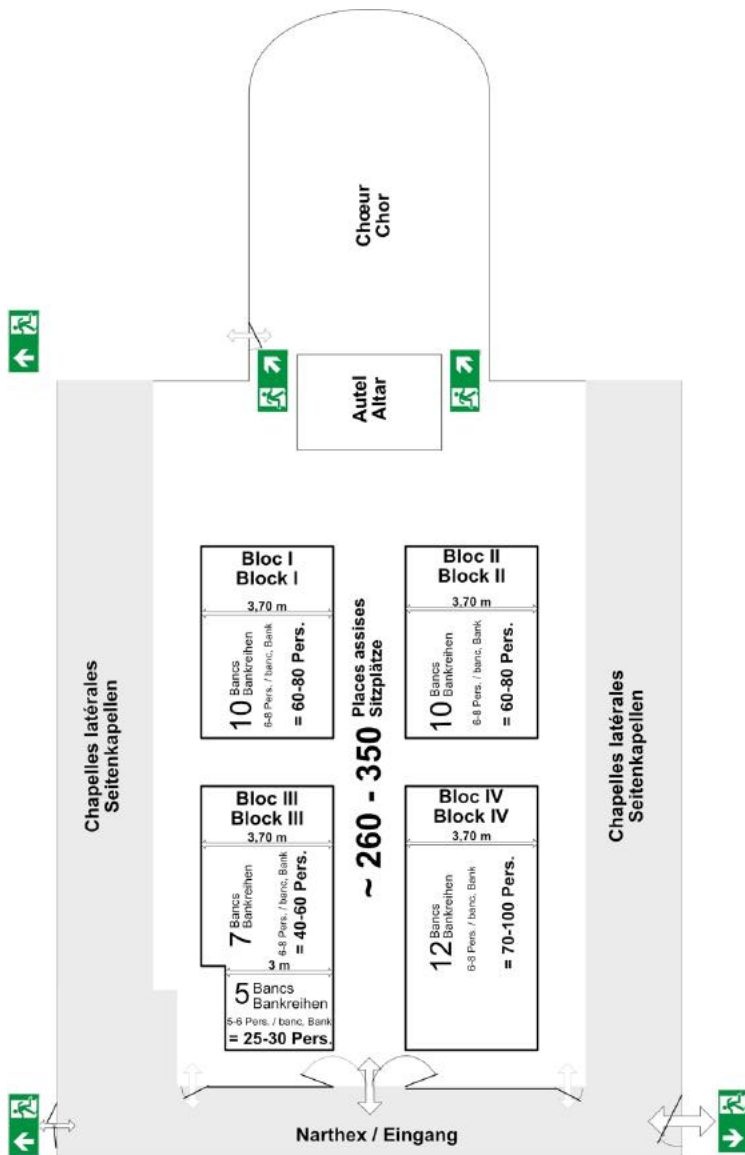 Chœur
Chor
Autel
Altar
Bloc I
Block I
3,70 m
10 Bancs
Bankreihen
6-8 Pers. / banc, Bank
= 60-80 Pers.
Bloc II
Block II
3,70 m
10 Bancs
Bankreihen
6-8 Pers. / banc, Bank
= 60-80 Pers.
~ 260 - 350 Places assises
Sitzplätze
Chapelles latérales
Seitenkapellen
Chapelles latérales
Seitenkapellen
Bloc III
Block III
3,70 m
7 Bancs
Bankreihen
6-8 Pers. / banc, Bank
= 40-60 Pers.
3 m
5 Bancs
Bankreihen
5-6 Pers. / banc, Bank
= 25-30 Pers.
Bloc IV
Block IV
3,70 m
12 Bancs
Bankreihen
6-8 Pers. / banc, Bank
= 70-100 Pers.
Narthex / Eingang